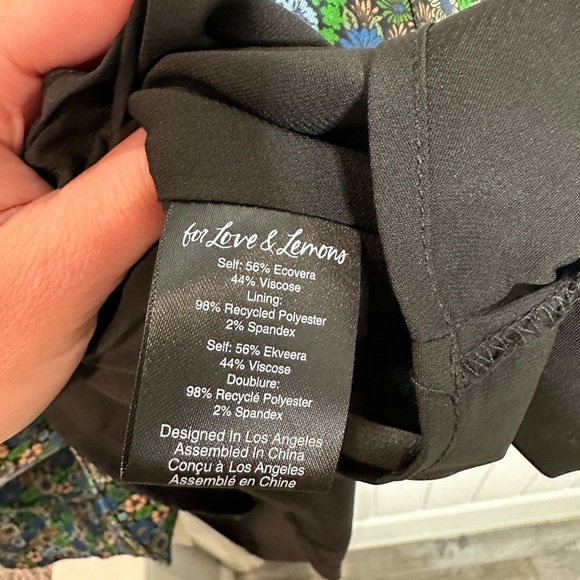 for Love & Lemons
Self: 56% Ecovera
44% Viscose
Lining:
98% Recycled Polyester
2% Spandex
Self: 56% Ekveera
44% Viscose
Doublure:
98% Recyclé Polyester
2% Spandex
Designed In Los Angeles
Assembled In China
Conçu à Los Angeles
Assemblé en Chine